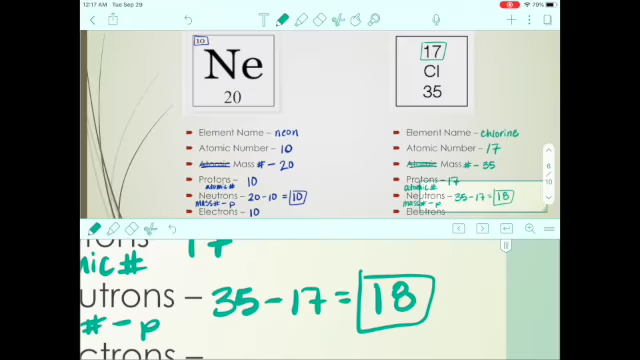 12:17 AM Tue Sep 29
79%
10
Ne
20
17
Cl
35
Element Name – neon
Atomic Number – 10
Atomic Mass # – 20
Protons – 10
atomic #
Neutrons – 20 - 10 = 10
mass# - p
Electrons – 10
Element Name – chlorine
Atomic Number – 17
Atomic Mass # – 35
Protons – 17
atomic #
Neutrons – 35 - 17 = 18
mass# - p
Electrons
6
10
rons 17
mic #
utrons – 35 - 17 = 18
# - p
ctrons –